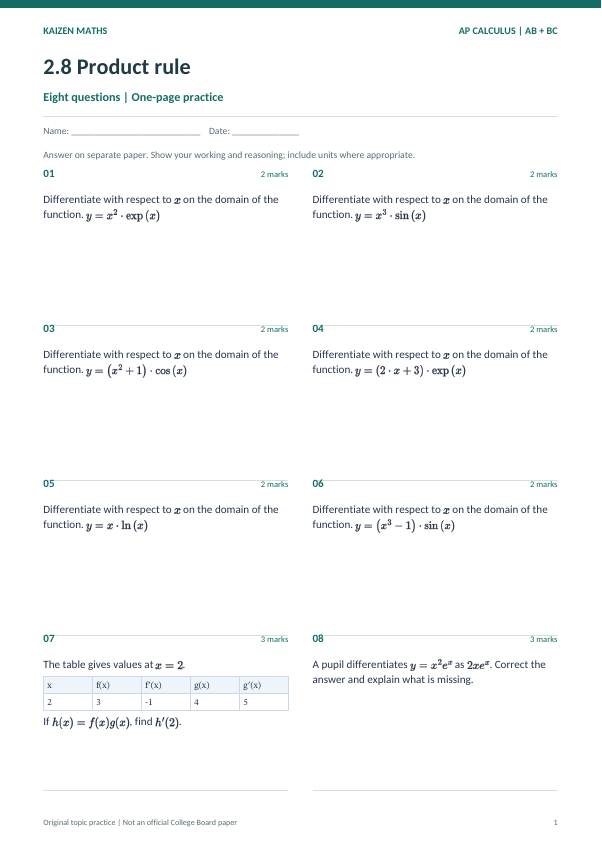 KAIZEN MATHS
AP CALCULUS | AB + BC
2.8 Product rule
Eight questions | One-page practice
Name: ______________________________ Date: ________________
Answer on separate paper. Show your working and reasoning; include units where appropriate.
01 2 marks
Differentiate with respect to x on the domain of the
function. y = x² · exp (x)
02 2 marks
Differentiate with respect to x on the domain of the
function. y = x³ · sin (x)
03 2 marks
Differentiate with respect to x on the domain of the
function. y = (x² + 1) · cos (x)
04 2 marks
Differentiate with respect to x on the domain of the
function. y = (2 · x + 3) · exp (x)
05 2 marks
Differentiate with respect to x on the domain of the
function. y = x · ln (x)
06 2 marks
Differentiate with respect to x on the domain of the
function. y = (x³ − 1) · sin (x)
07 3 marks
The table gives values at x = 2.
x f(x) f′(x) g(x) g′(x)
2 3 -1 4 5
If h(x) = f(x)g(x), find h′(2).
08 3 marks
A pupil differentiates y = x²eˣ as 2xeˣ. Correct the
answer and explain what is missing.
Original topic practice | Not an official College Board paper
1